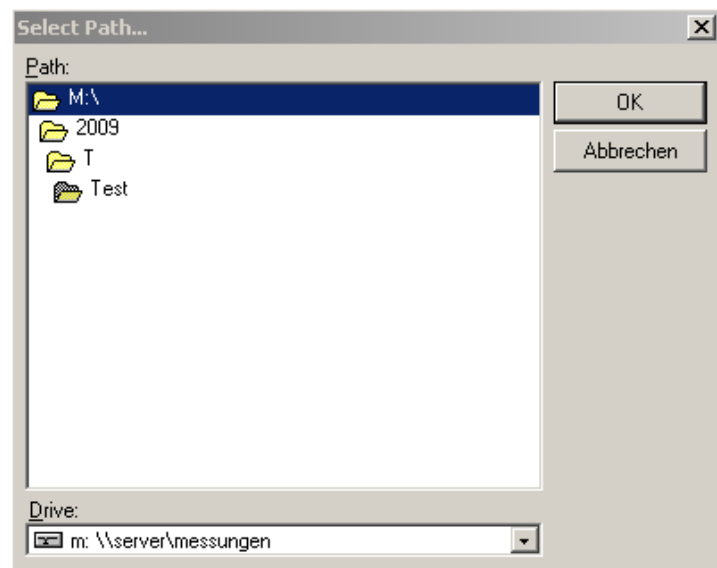 Select Path...
Path:
M:\
OK
2009
Abbrechen
T
Test
Drive:
m: \\server\messungen